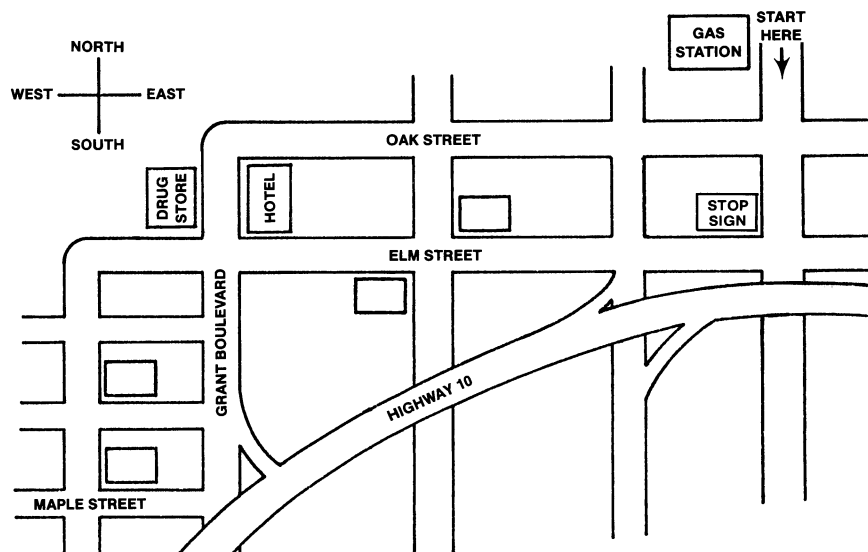 START
HERE
GAS
STATION
NORTH
WEST
EAST
SOUTH
OAK STREET
DRUG
STORE
HOTEL
STOP
SIGN
ELM STREET
GRANT BOULEVARD
HIGHWAY 10
MAPLE STREET